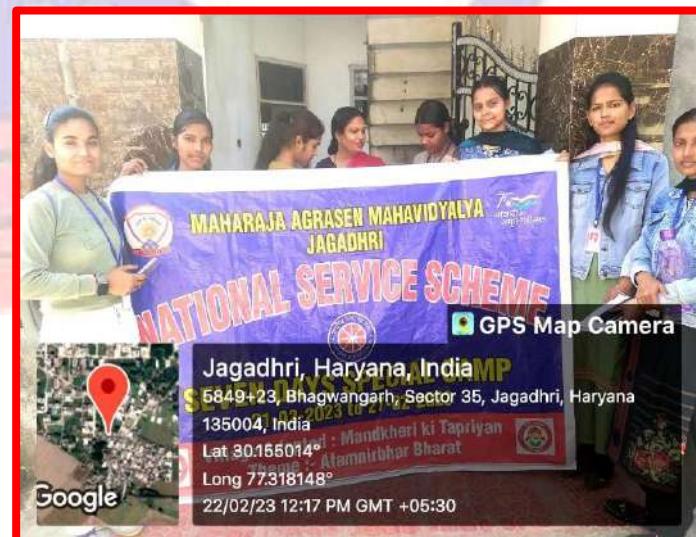 MAHARAJA AGRASEN MAHAVIDYALYA
JAGADHRI
NATIONAL SERVICE SCHEME
SEVEN DAYS SPECIAL CAMP
: Mandkheri ki Tapriyan
Theme :- Atamnirbhar Bharat
GPS Map Camera
Jagadhri, Haryana, India
5849+23, Bhagwangarh, Sector 35, Jagadhri, Haryana
135004, India
Lat 30.155014°
Long 77.318148°
22/02/23 12:17 PM GMT +05:30
Google